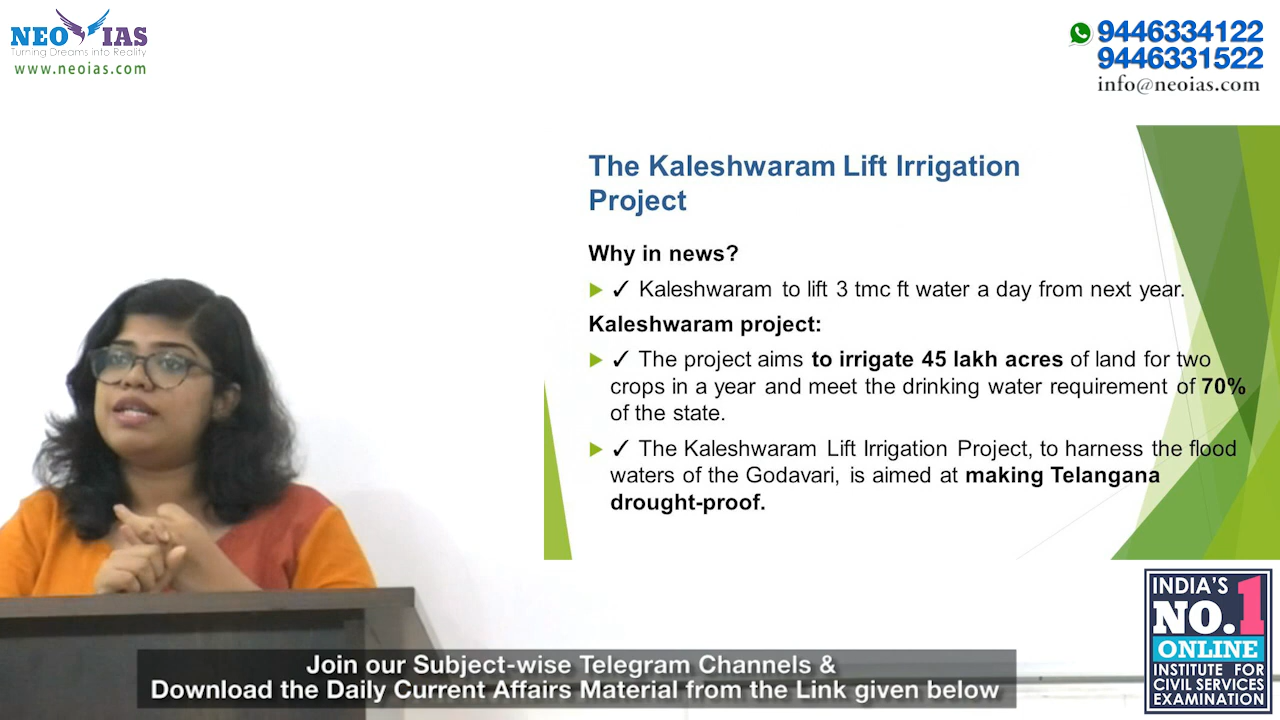 NEO IAS
Turning Dreams into Reality
www.neoias.com
9446334122
9446331522
info@neoias.com
The Kaleshwaram Lift Irrigation
Project
Why in news?
✓ Kaleshwaram to lift 3 tmc ft water a day from next year.
Kaleshwaram project:
✓ The project aims to irrigate 45 lakh acres of land for two
crops in a year and meet the drinking water requirement of 70%
of the state.
✓ The Kaleshwaram Lift Irrigation Project, to harness the flood
waters of the Godavari, is aimed at making Telangana
drought-proof.
INDIA'S
NO.1
ONLINE
INSTITUTE FOR
CIVIL SERVICES
EXAMINATION
Join our Subject-wise Telegram Channels &
Download the Daily Current Affairs Material from the Link given below